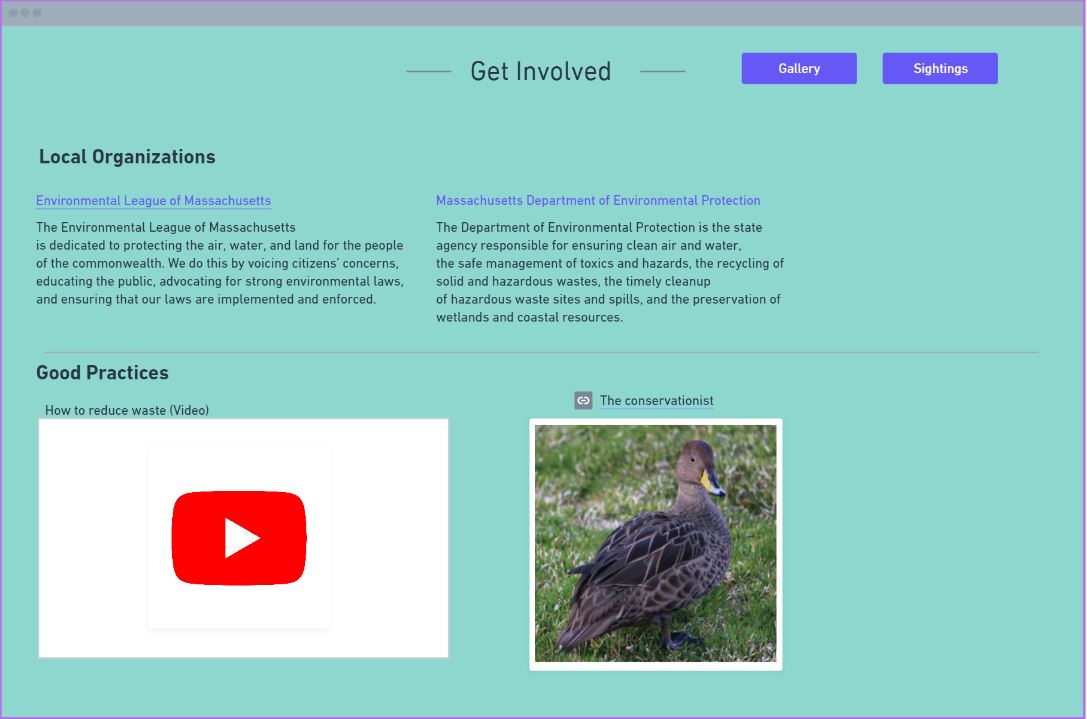 Get Involved
Gallery
Sightings
Local Organizations
Environmental League of Massachusetts
The Environmental League of Massachusetts
is dedicated to protecting the air, water, and land for the people
of the commonwealth. We do this by voicing citizens’ concerns,
educating the public, advocating for strong environmental laws,
and ensuring that our laws are implemented and enforced.
Massachusetts Department of Environmental Protection
The Department of Environmental Protection is the state
agency responsible for ensuring clean air and water,
the safe management of toxics and hazards, the recycling of
solid and hazardous wastes, the timely cleanup
of hazardous waste sites and spills, and the preservation of
wetlands and coastal resources.
Good Practices
How to reduce waste (Video)
The conservationist